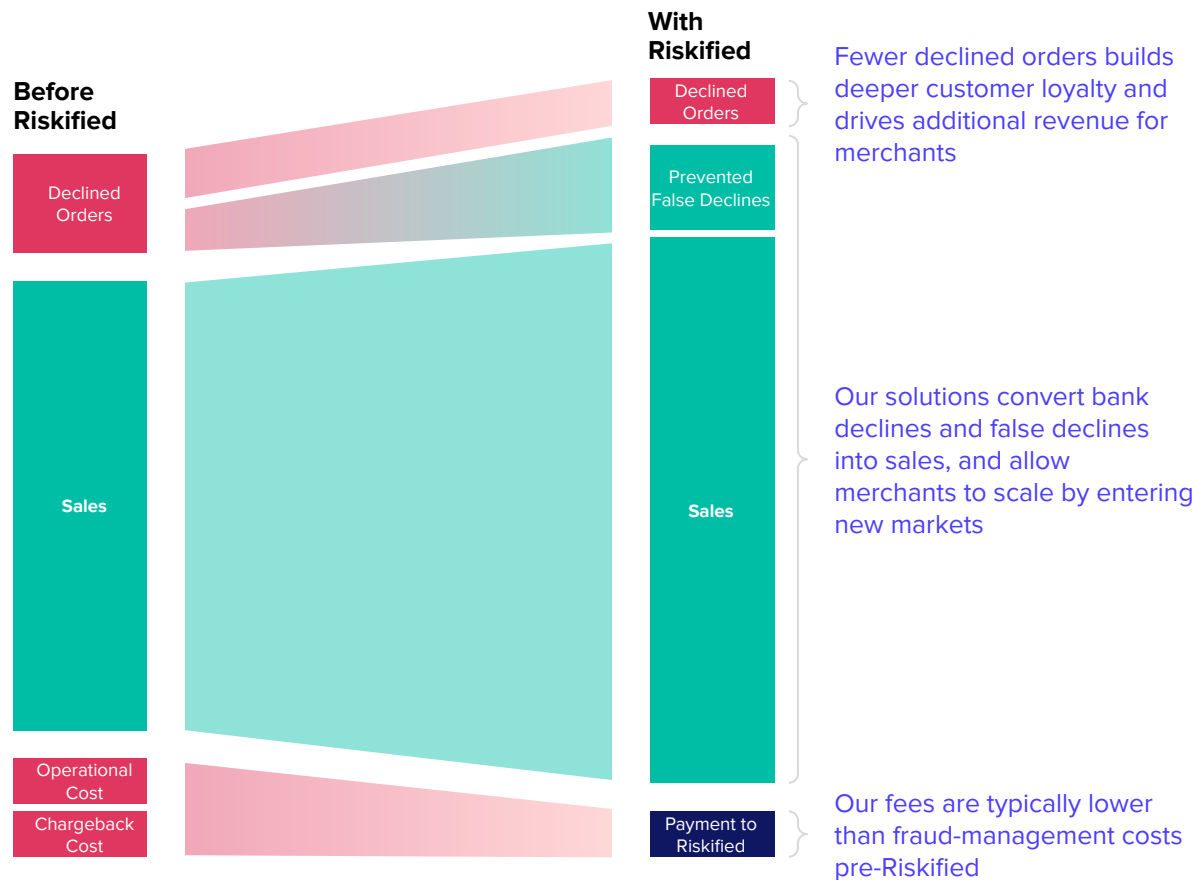 Before
Riskified
Declined
Orders
Sales
Operational
Cost
Chargeback
Cost
With
Riskified
Declined
Orders
Prevented
False Declines
Sales
Payment to
Riskified
Fewer declined orders builds
deeper customer loyalty and
drives additional revenue for
merchants
Our solutions convert bank
declines and false declines
into sales, and allow
merchants to scale by entering
new markets
Our fees are typically lower
than fraud-management costs
pre-Riskified